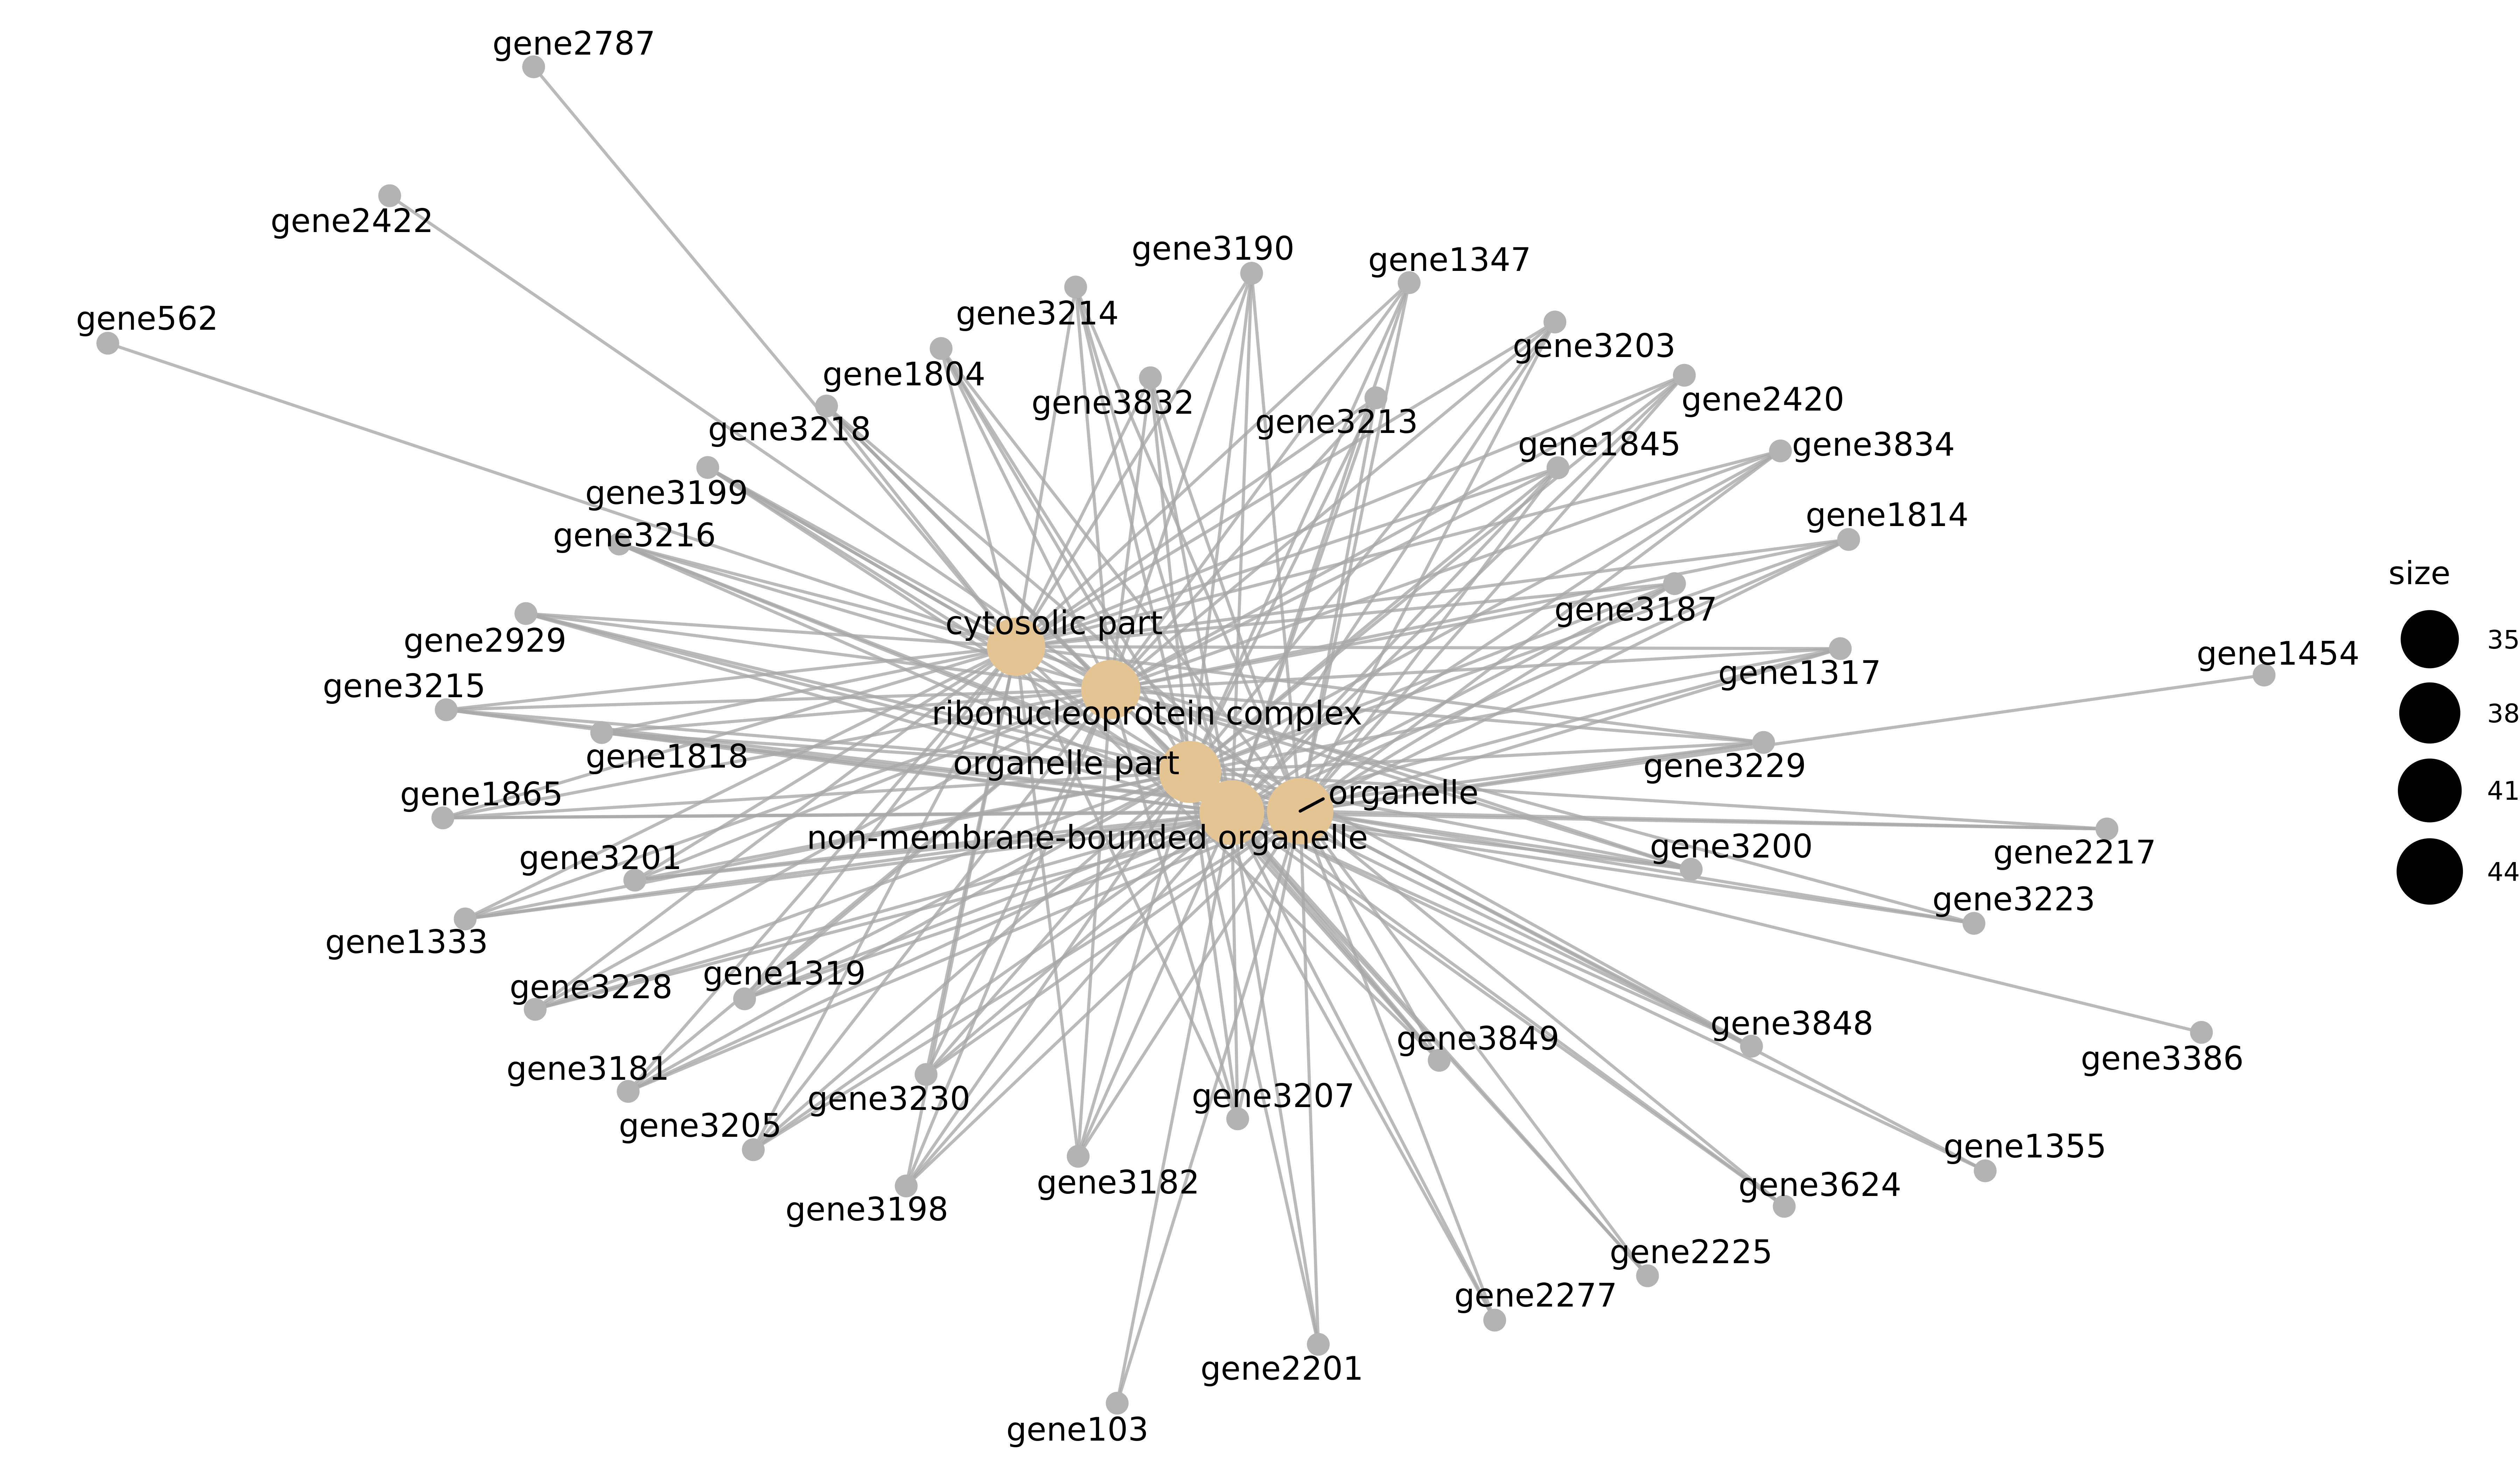 gene2787
gene2422
gene3190
gene1347
gene3214
gene562
gene3203
gene1804
gene3832
gene2420
gene3213
gene3218
gene1845
gene3834
gene3199
gene1814
gene3216
size
gene3187
cytosolic part
35
gene2929
gene1454
gene1317
gene3215
ribonucleoprotein complex
38
gene1818
organelle part
gene3229
41
gene1865
organelle
non-membrane-bounded organelle
gene3200
gene2217
gene3201
44
gene3223
gene1333
gene1319
gene3228
gene3848
gene3849
gene3386
gene3181
gene3230
gene3207
gene3205
gene1355
gene3182
gene3624
gene3198
gene2225
gene2277
gene2201
gene103